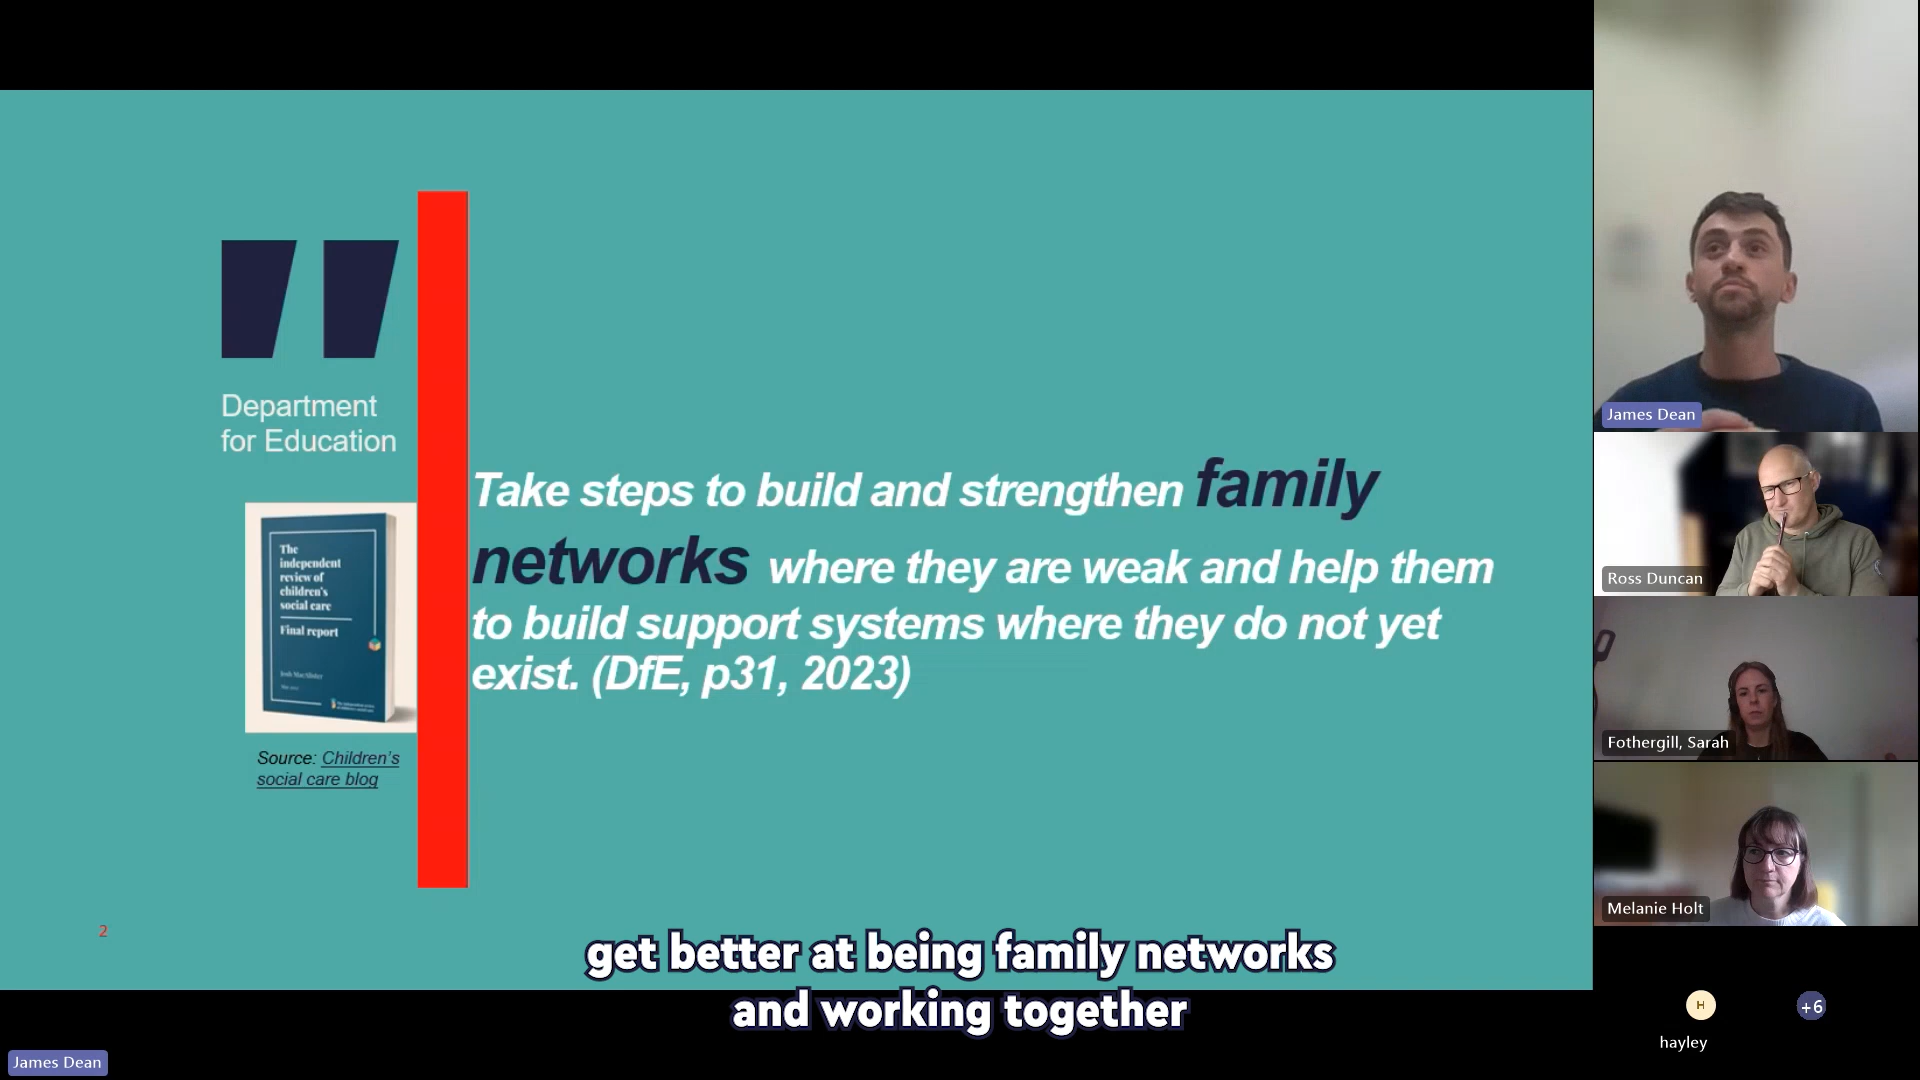 Department
for Education
The
independent
review of
children's
social care
Final report
Josh MacAlister
Source: Children's
social care blog
Take steps to build and strengthen family
networks where they are weak and help them
to build support systems where they do not yet
exist. (DfE, p31, 2023)
2
get better at being family networks
and working together
James Dean
James Dean
Ross Duncan
Fothergill, Sarah
Melanie Holt
H
hayley
+6